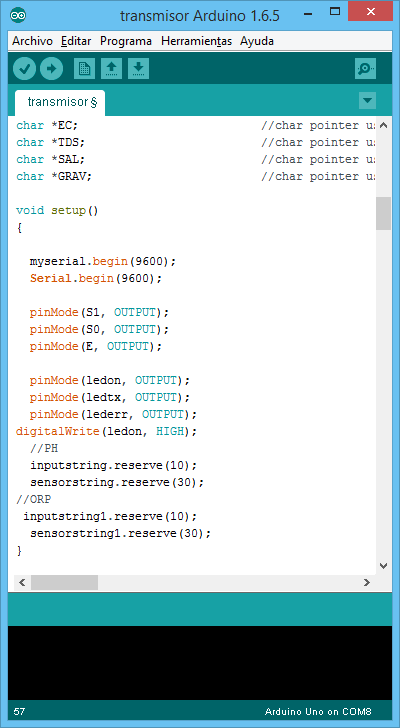 transmisor Arduino 1.6.5
Archivo Editar Programa Herramientas Ayuda
transmisor §
char *EC; //char pointer u
char *TDS; //char pointer u
char *SAL; //char pointer u
char *GRAV; //char pointer u
void setup()
{
myserial.begin(9600);
Serial.begin(9600);
pinMode(S1, OUTPUT);
pinMode(S0, OUTPUT);
pinMode(E, OUTPUT);
pinMode(ledon, OUTPUT);
pinMode(ledtx, OUTPUT);
pinMode(lederr, OUTPUT);
digitalWrite(ledon, HIGH);
//PH
inputstring.reserve(10);
sensorstring.reserve(30);
//ORP
inputstring1.reserve(10);
sensorstring1.reserve(30);
}
57 Arduino Uno on COM8